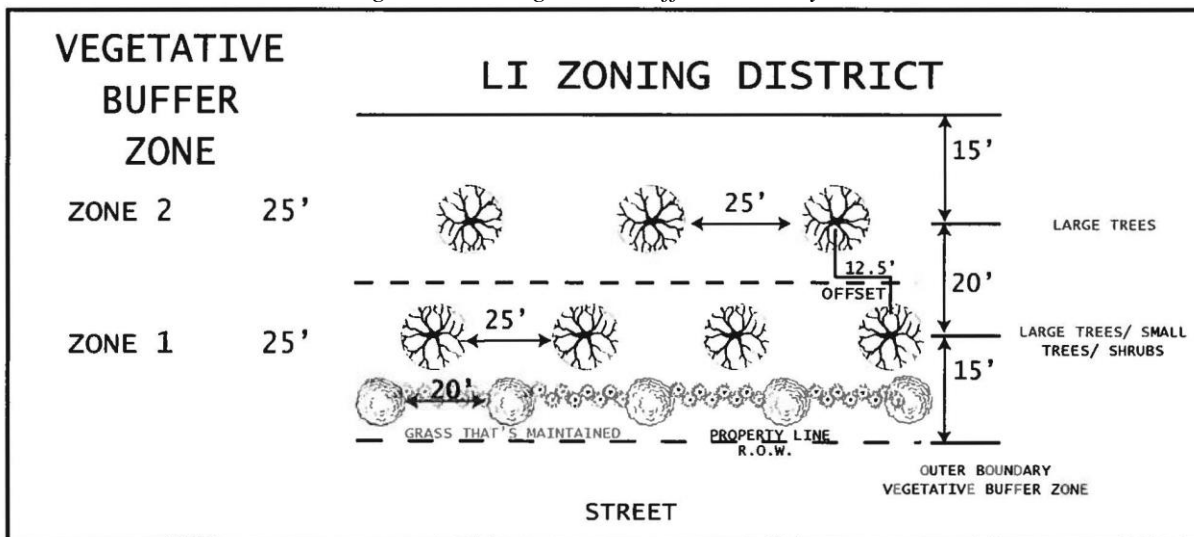 VEGETATIVE
BUFFER
ZONE
LI ZONING DISTRICT
15'
ZONE 2 25'
25'
LARGE TREES
12.5'
OFFSET
20'
ZONE 1 25'
25'
LARGE TREES/ SMALL
TREES/ SHRUBS
15'
20'
GRASS THAT'S MAINTAINED
PROPERTY LINE
R.O.W.
OUTER BOUNDARY
VEGETATIVE BUFFER ZONE
STREET